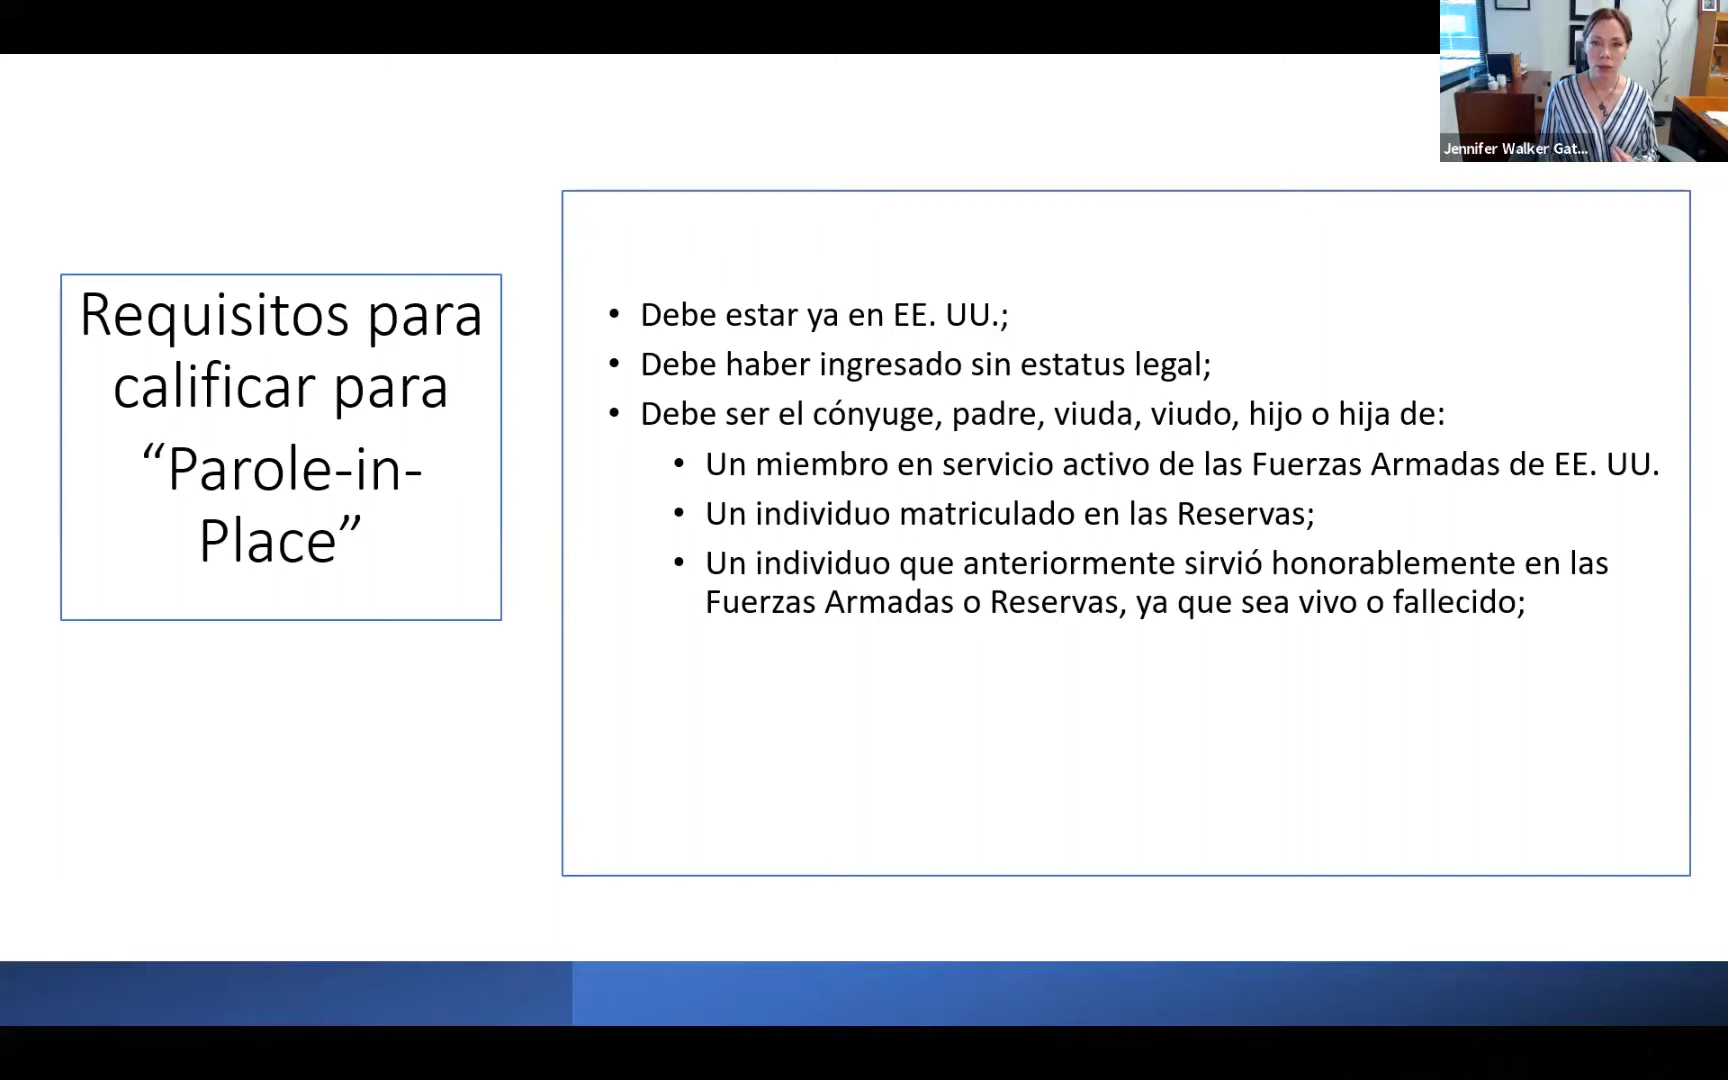 Jennifer Walker Gat...
Requisitos para
calificar para
“Parole-in-
Place”
• Debe estar ya en EE. UU.;
• Debe haber ingresado sin estatus legal;
• Debe ser el cónyuge, padre, viuda, viudo, hijo o hija de:
• Un miembro en servicio activo de las Fuerzas Armadas de EE. UU.
• Un individuo matriculado en las Reservas;
• Un individuo que anteriormente sirvió honorablemente en las
Fuerzas Armadas o Reservas, ya que sea vivo o fallecido;